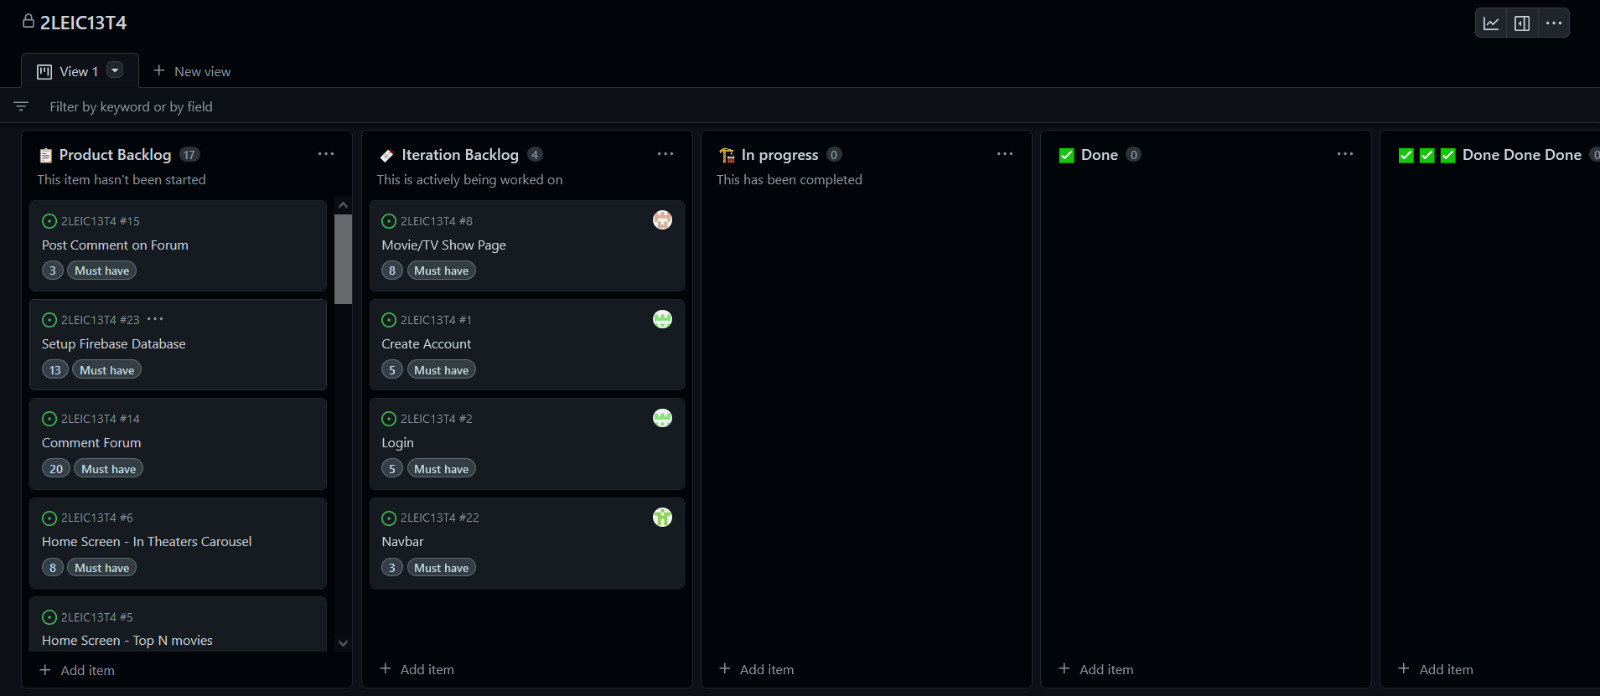 2LEIC13T4
View 1
New view
Filter by keyword or by field
Product Backlog 17
This item hasn't been started
2LEIC13T4 #15
Post Comment on Forum
3 Must have
2LEIC13T4 #23
Setup Firebase Database
13 Must have
2LEIC13T4 #14
Comment Forum
20 Must have
2LEIC13T4 #6
Home Screen - In Theaters Carousel
8 Must have
2LEIC13T4 #5
Home Screen - Top N movies
Add item
Iteration Backlog 4
This is actively being worked on
2LEIC13T4 #8
Movie/TV Show Page
8 Must have
2LEIC13T4 #1
Create Account
5 Must have
2LEIC13T4 #2
Login
5 Must have
2LEIC13T4 #22
Navbar
3 Must have
Add item
In progress 0
This has been completed
Add item
Done 0
Add item
Done Done Done 0
Add item